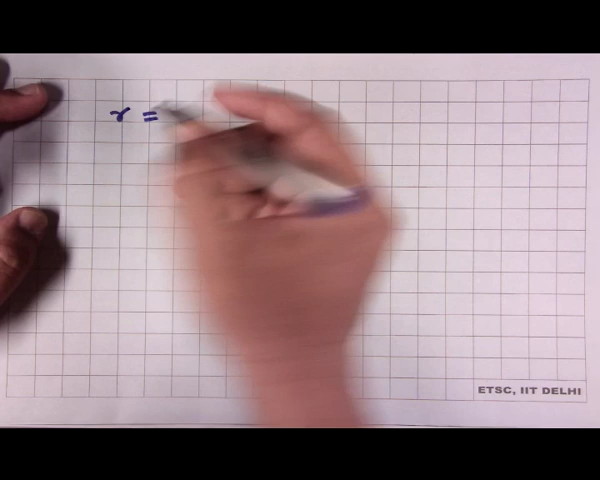 r =
ETSC, IIT DELHI